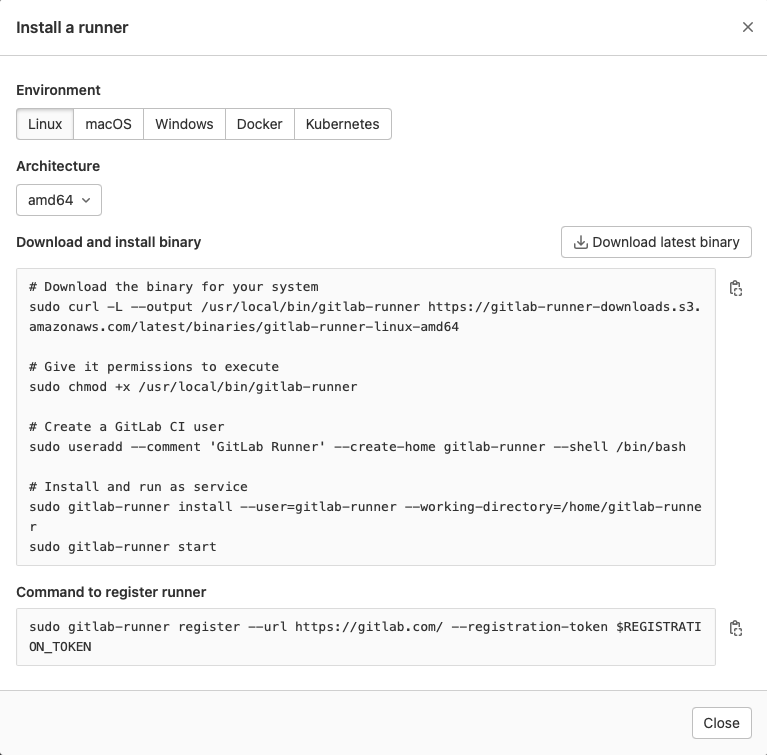 Install a runner
Environment
Linux macOS Windows Docker Kubernetes
Architecture
amd64
Download and install binary
Download latest binary
# Download the binary for your system
sudo curl -L --output /usr/local/bin/gitlab-runner https://gitlab-runner-downloads.s3.
amazonaws.com/latest/binaries/gitlab-runner-linux-amd64
# Give it permissions to execute
sudo chmod +x /usr/local/bin/gitlab-runner
# Create a GitLab CI user
sudo useradd --comment 'GitLab Runner' --create-home gitlab-runner --shell /bin/bash
# Install and run as service
sudo gitlab-runner install --user=gitlab-runner --working-directory=/home/gitlab-runne
r
sudo gitlab-runner start
Command to register runner
sudo gitlab-runner register --url https://gitlab.com/ --registration-token $REGISTRATI
ON_TOKEN
Close